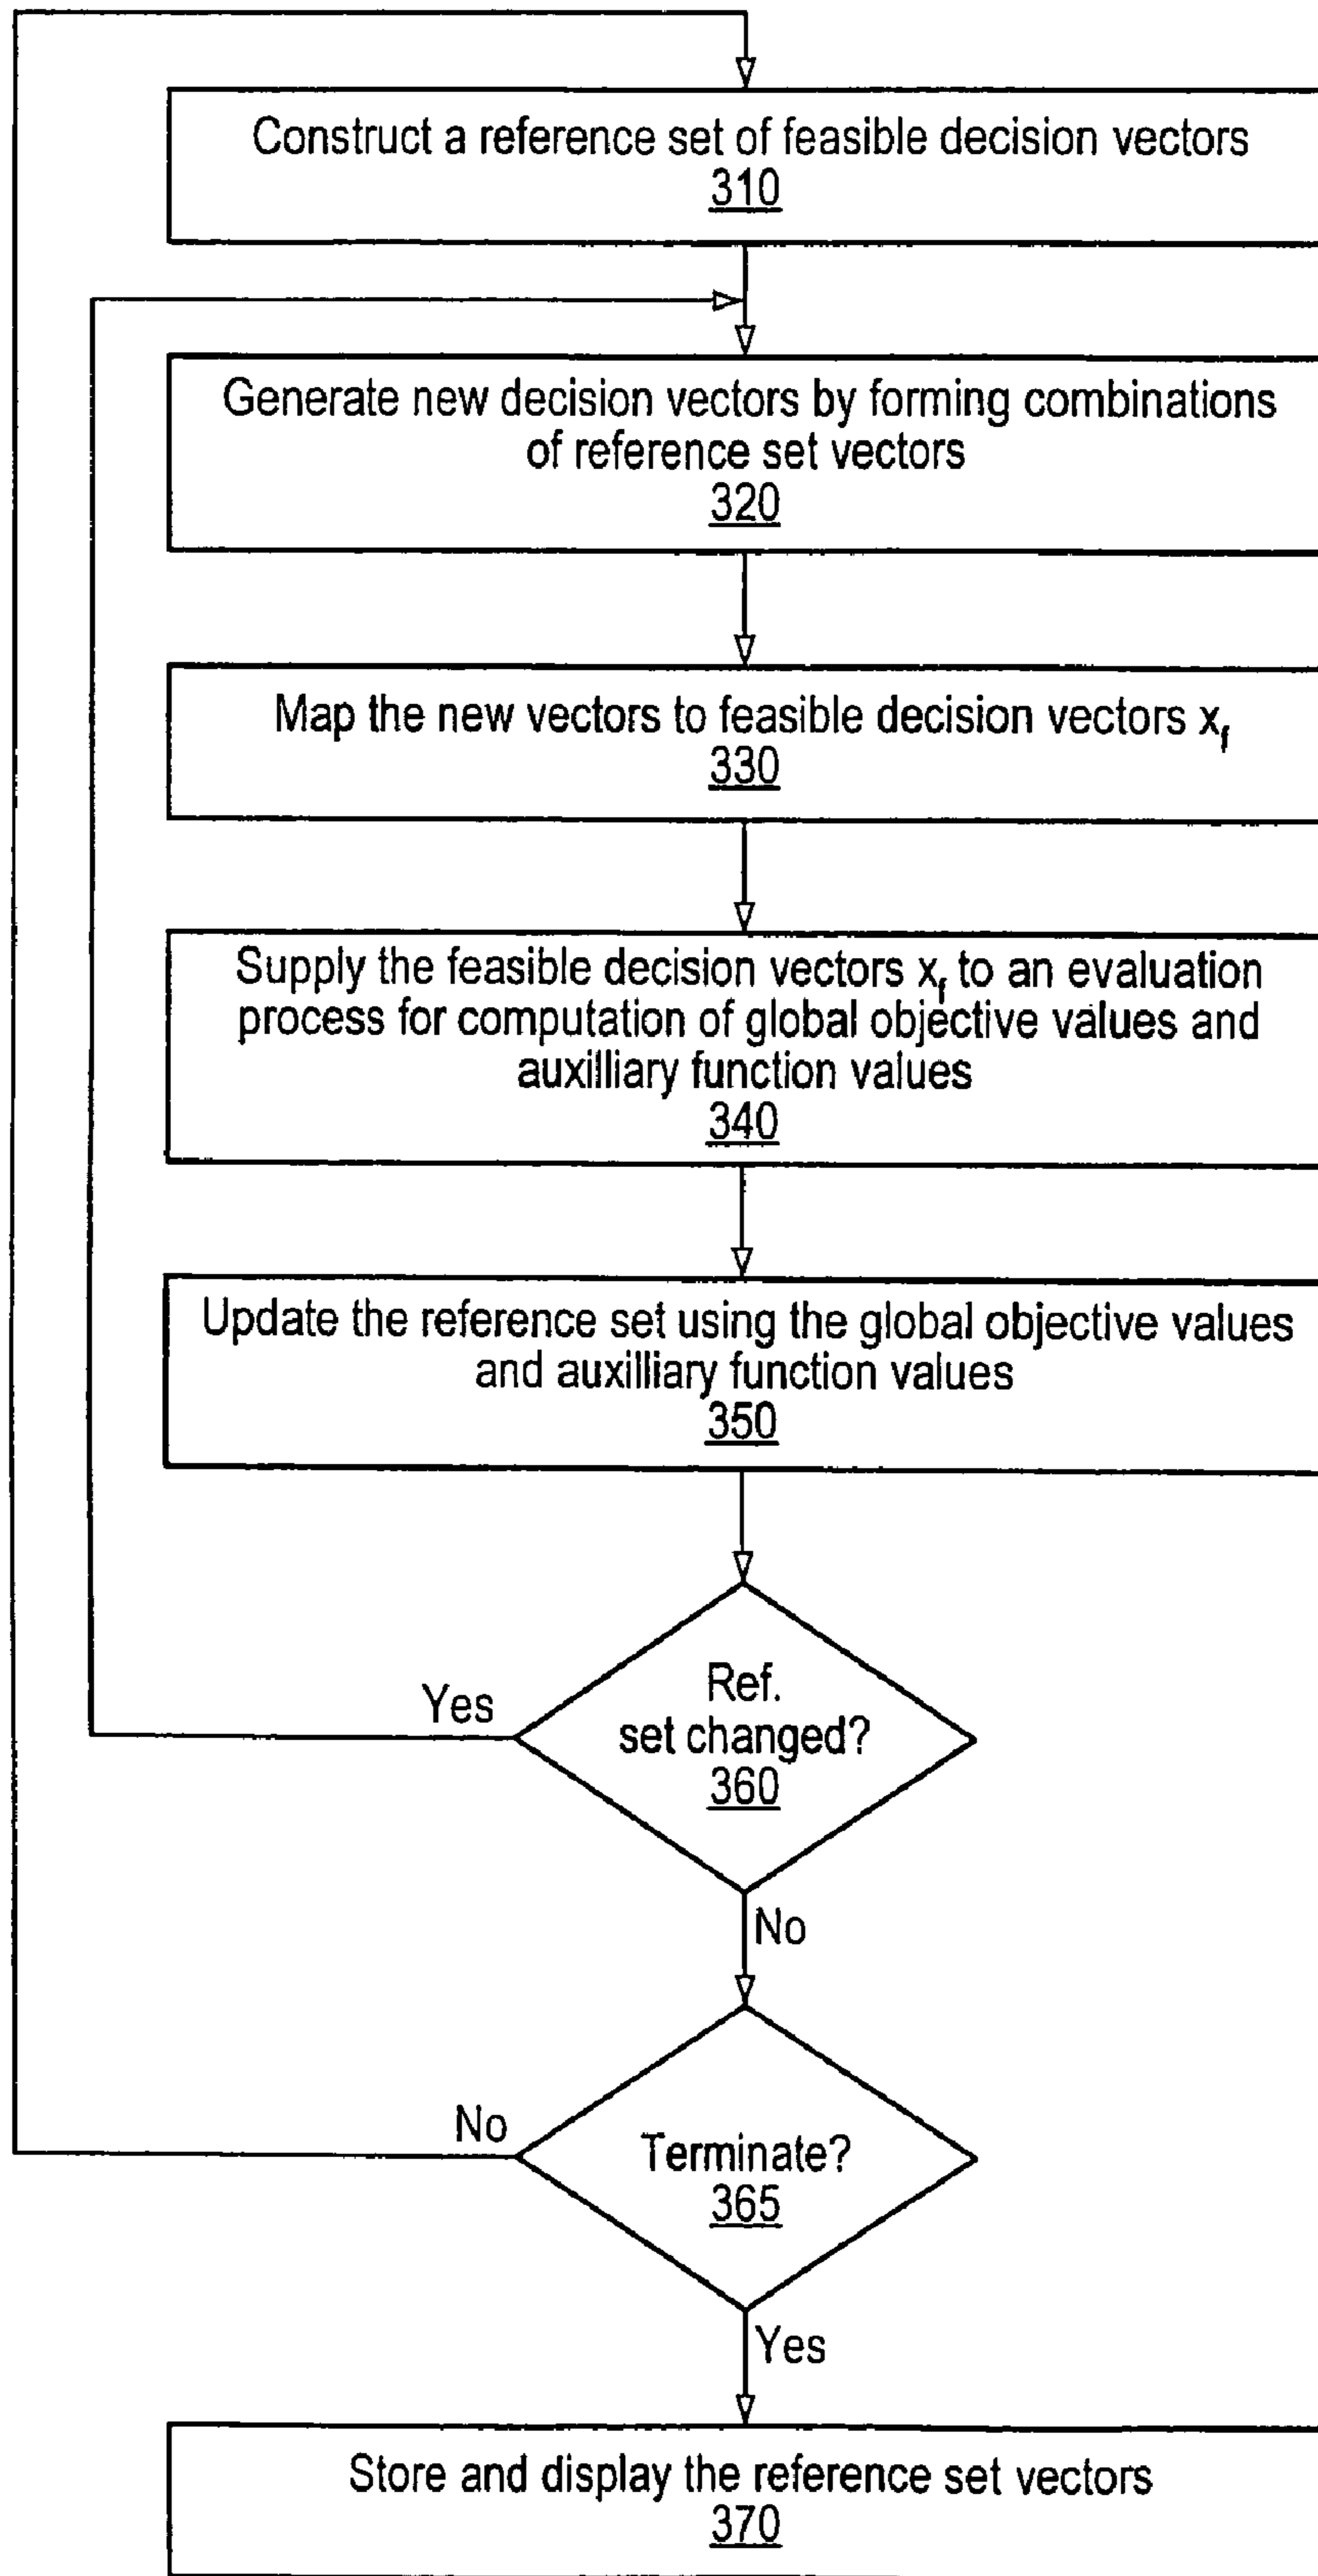 Construct a reference set of feasible decision vectors
310
Generate new decision vectors by forming combinations
of reference set vectors
320
Map the new vectors to feasible decision vectors x_f
330
Supply the feasible decision vectors x_f to an evaluation
process for computation of global objective values and
auxilliary function values
340
Update the reference set using the global objective values
and auxilliary function values
350
Ref.
Yes
set changed?
360
No
No
Terminate?
365
Yes
Store and display the reference set vectors
370